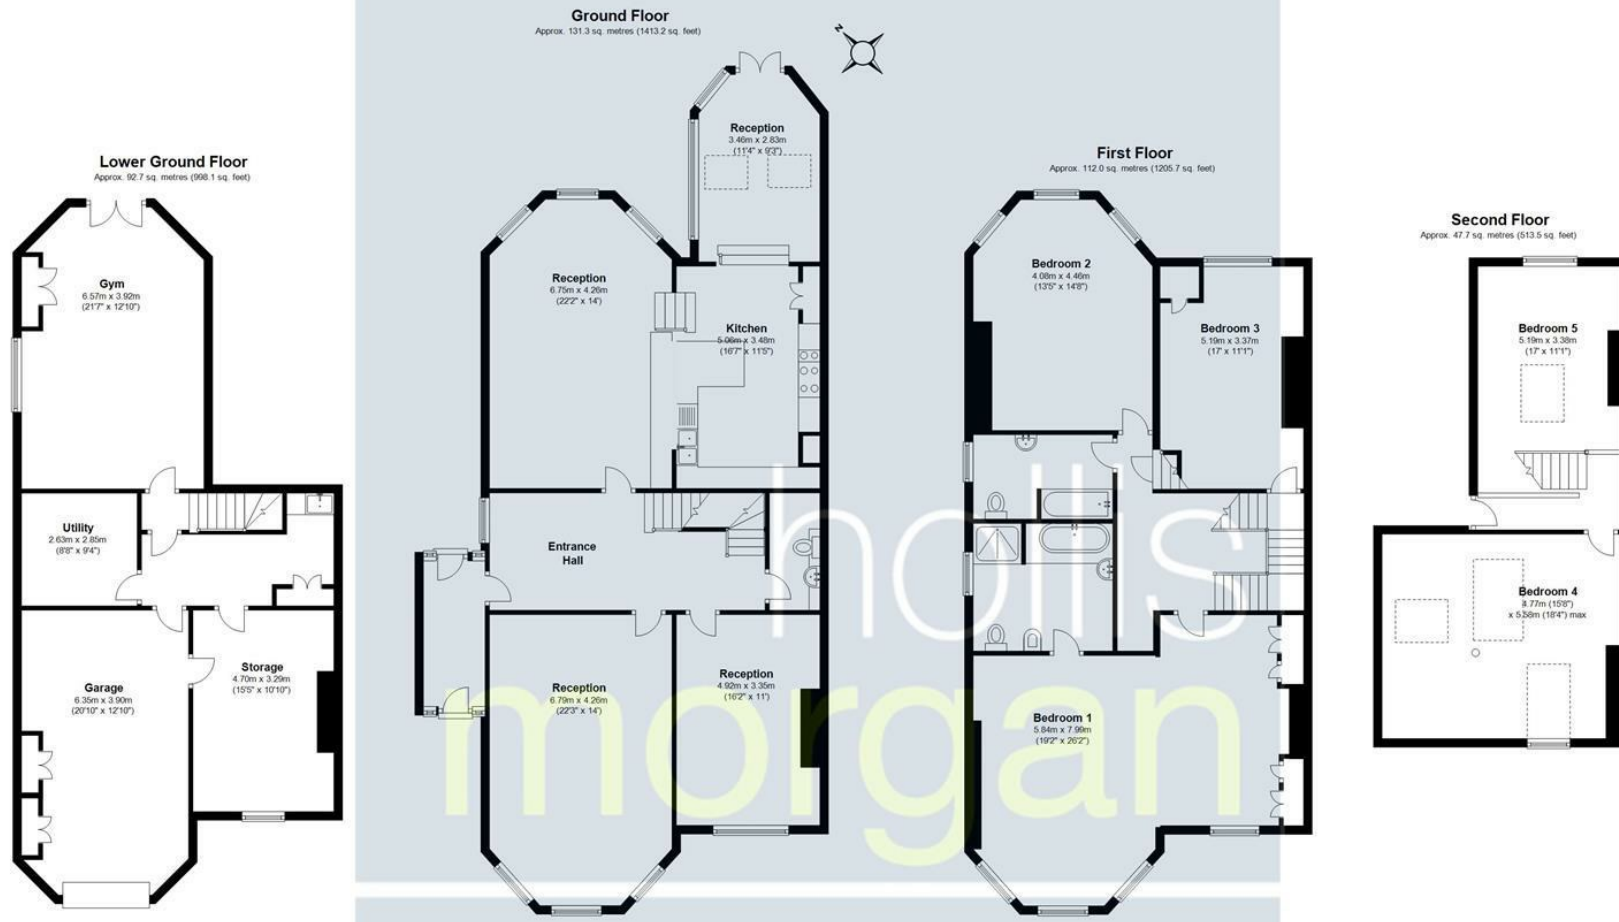 Lower Ground Floor
Approx. 92.7 sq. metres (998.1 sq. feet)
Gym
6.57m x 3.92m
(21'7" x 12'10")
Utility
2.63m x 2.85m
(8'8" x 9'4")
Garage
6.35m x 3.90m
(20'10" x 12'10")
Storage
4.70m x 3.29m
(15'5" x 10'10")
Ground Floor
Approx. 131.3 sq. metres (1413.2 sq. feet)
N
Reception
3.46m x 2.83m
(11'4" x 9'3")
Reception
6.75m x 4.26m
(22'2" x 14')
Kitchen
5.06m x 3.48m
(16'7" x 11'5")
Entrance
Hall
Reception
6.79m x 4.26m
(22'3" x 14')
Reception
4.92m x 3.35m
(16'2" x 11')
First Floor
Approx. 112.0 sq. metres (1205.7 sq. feet)
Bedroom 2
4.08m x 4.46m
(13'5" x 14'8")
Bedroom 3
5.19m x 3.37m
(17' x 11'1")
Bedroom 1
5.84m x 7.99m
(19'2" x 26'2")
Second Floor
Approx. 47.7 sq. metres (513.5 sq. feet)
Bedroom 5
5.19m x 3.38m
(17' x 11'1")
Bedroom 4
4.77m (15'8")
x 5.58m (18'4") max
hollis
morgan